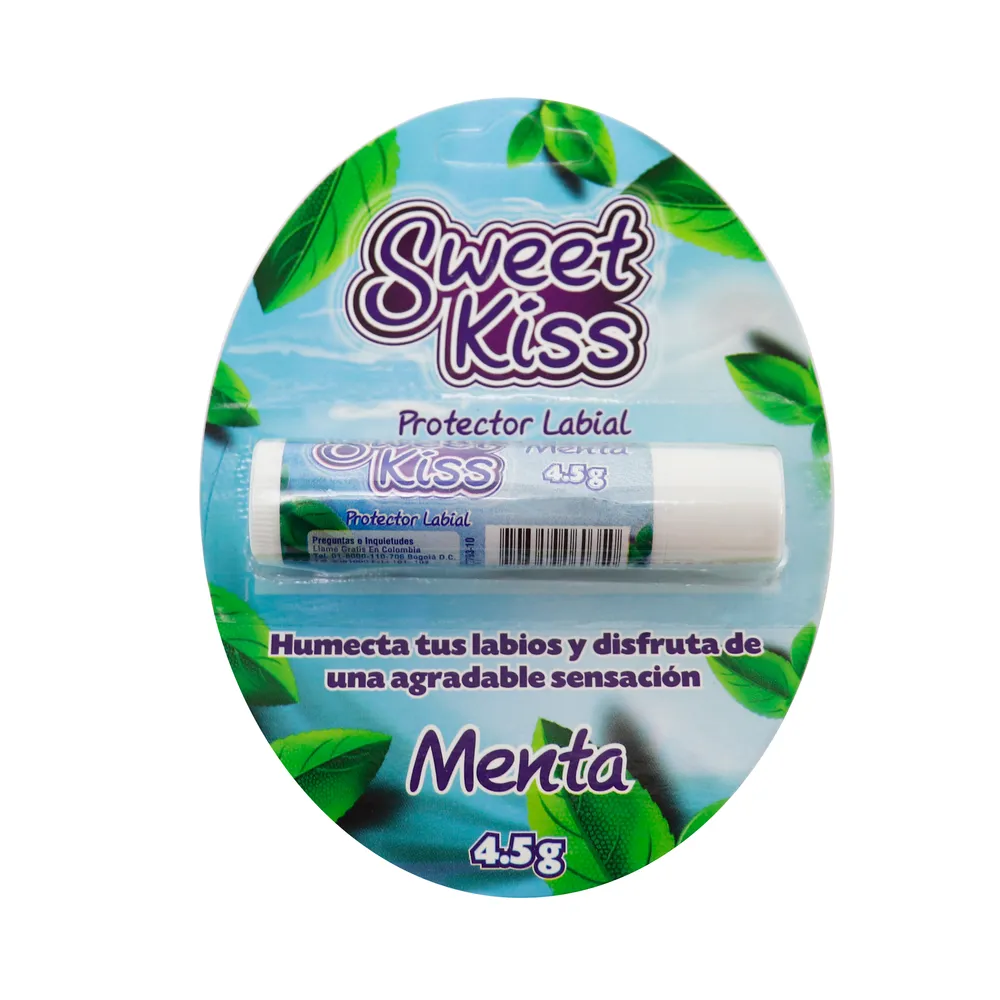 Sweet
Kiss
Protector Labial
Sweet
Kiss
Menta
4.5g
Protector Labial
Preguntas e Inquietudes
Llame Gratis En Colombia
Humecta tus labios y disfruta de
una agradable sensación
Menta
4.5g